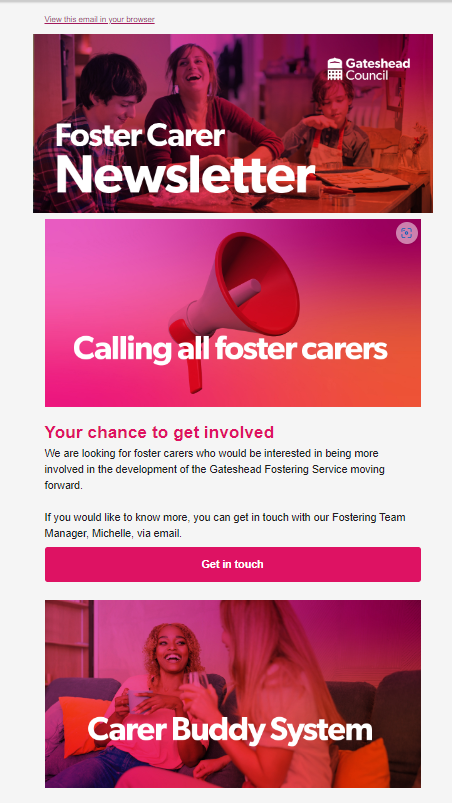 View this email in your browser
Gateshead
Council
Foster Carer
Newsletter
Calling all foster carers
Your chance to get involved
We are looking for foster carers who would be interested in being more
involved in the development of the Gateshead Fostering Service moving
forward.
If you would like to know more, you can get in touch with our Fostering Team
Manager, Michelle, via email.
Get in touch
Carer Buddy System